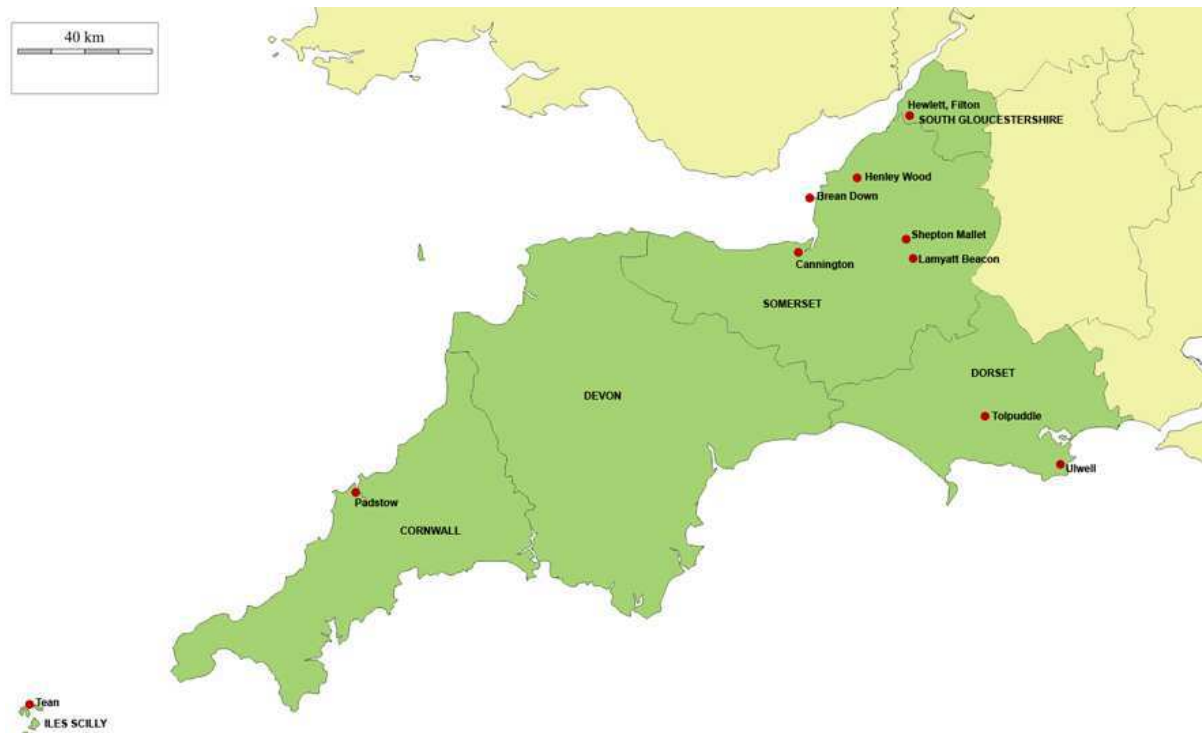 40 km
Hewlett, Filton
SOUTH GLOUCESTERSHIRE
Henley Wood
Brean Down
Shepton Mallet
Cannington
Lamyatt Beacon
SOMERSET
DORSET
DEVON
Tolpuddle
Ulwell
Padstow
CORNWALL
Tean
ILES SCILLY